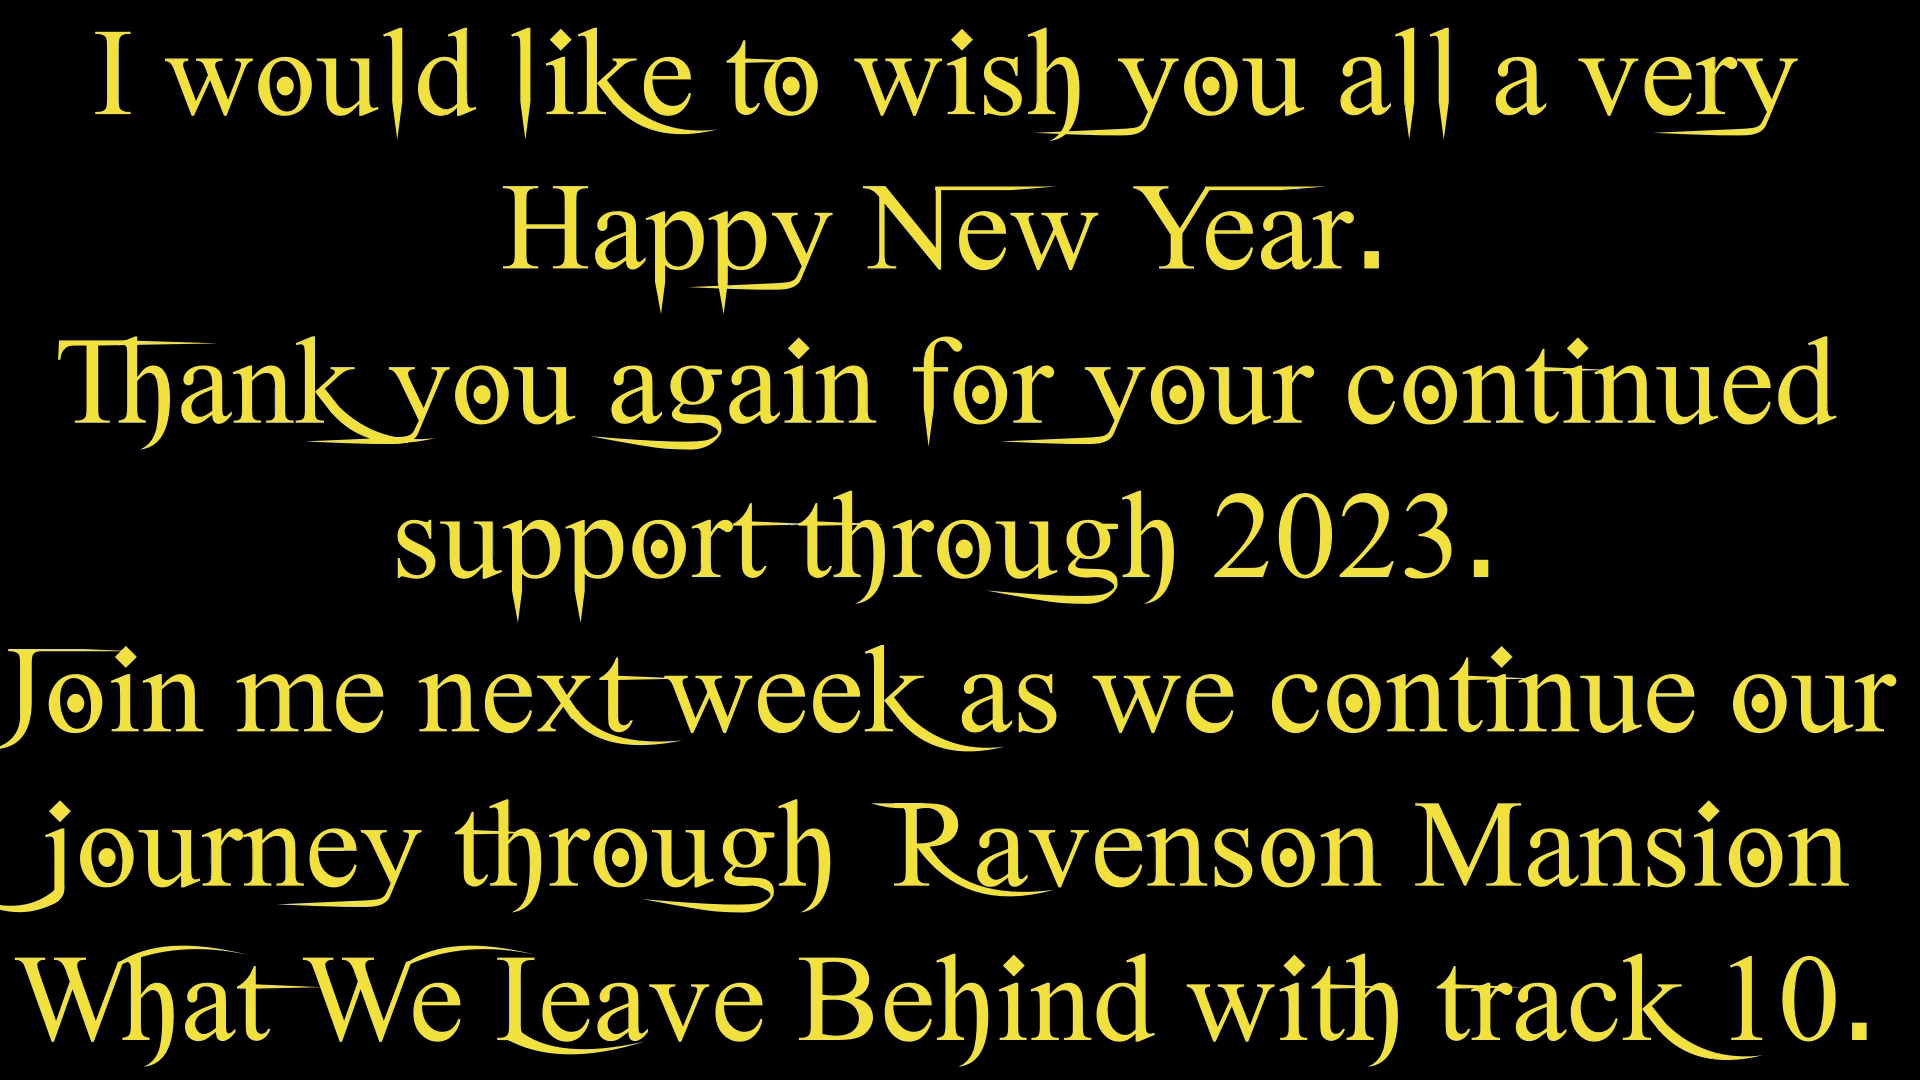 I would like to wish you all a very
Happy New Year.
Thank you again for your continued
support through 2023.
Join me next week as we continue our
journey through Ravenson Mansion
What We Leave Behind with track 10.